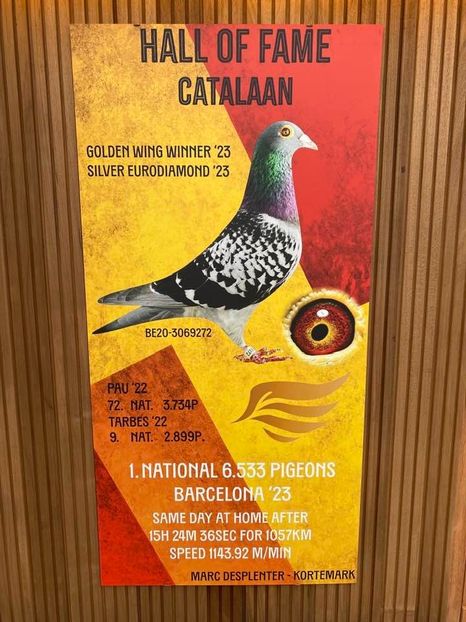 HALL OF FAME
CATALAAN
GOLDEN WING WINNER '23
SILVER EURODIAMOND '23
BE20-3069272
PAU '22
72. NAT. 3.734P
TARBES '22
9. NAT. 2.899P.
1. NATIONAL 6.533 PIGEONS
BARCELONA '23
SAME DAY AT HOME AFTER
15H 24M 36SEC FOR 1057KM
SPEED 1143.92 M/MIN
MARC DESPLENTER - KORTEMARK